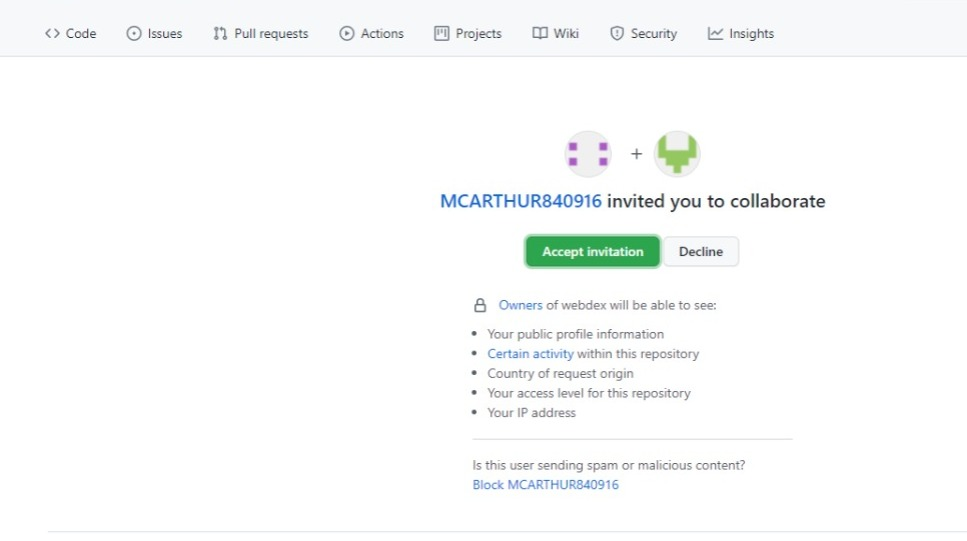 Code Issues Pull requests Actions Projects Wiki Security Insights
+
MCARTHUR840916 invited you to collaborate
Accept invitation Decline
Owners of webdex will be able to see:
• Your public profile information
• Certain activity within this repository
• Country of request origin
• Your access level for this repository
• Your IP address
Is this user sending spam or malicious content?
Block MCARTHUR840916